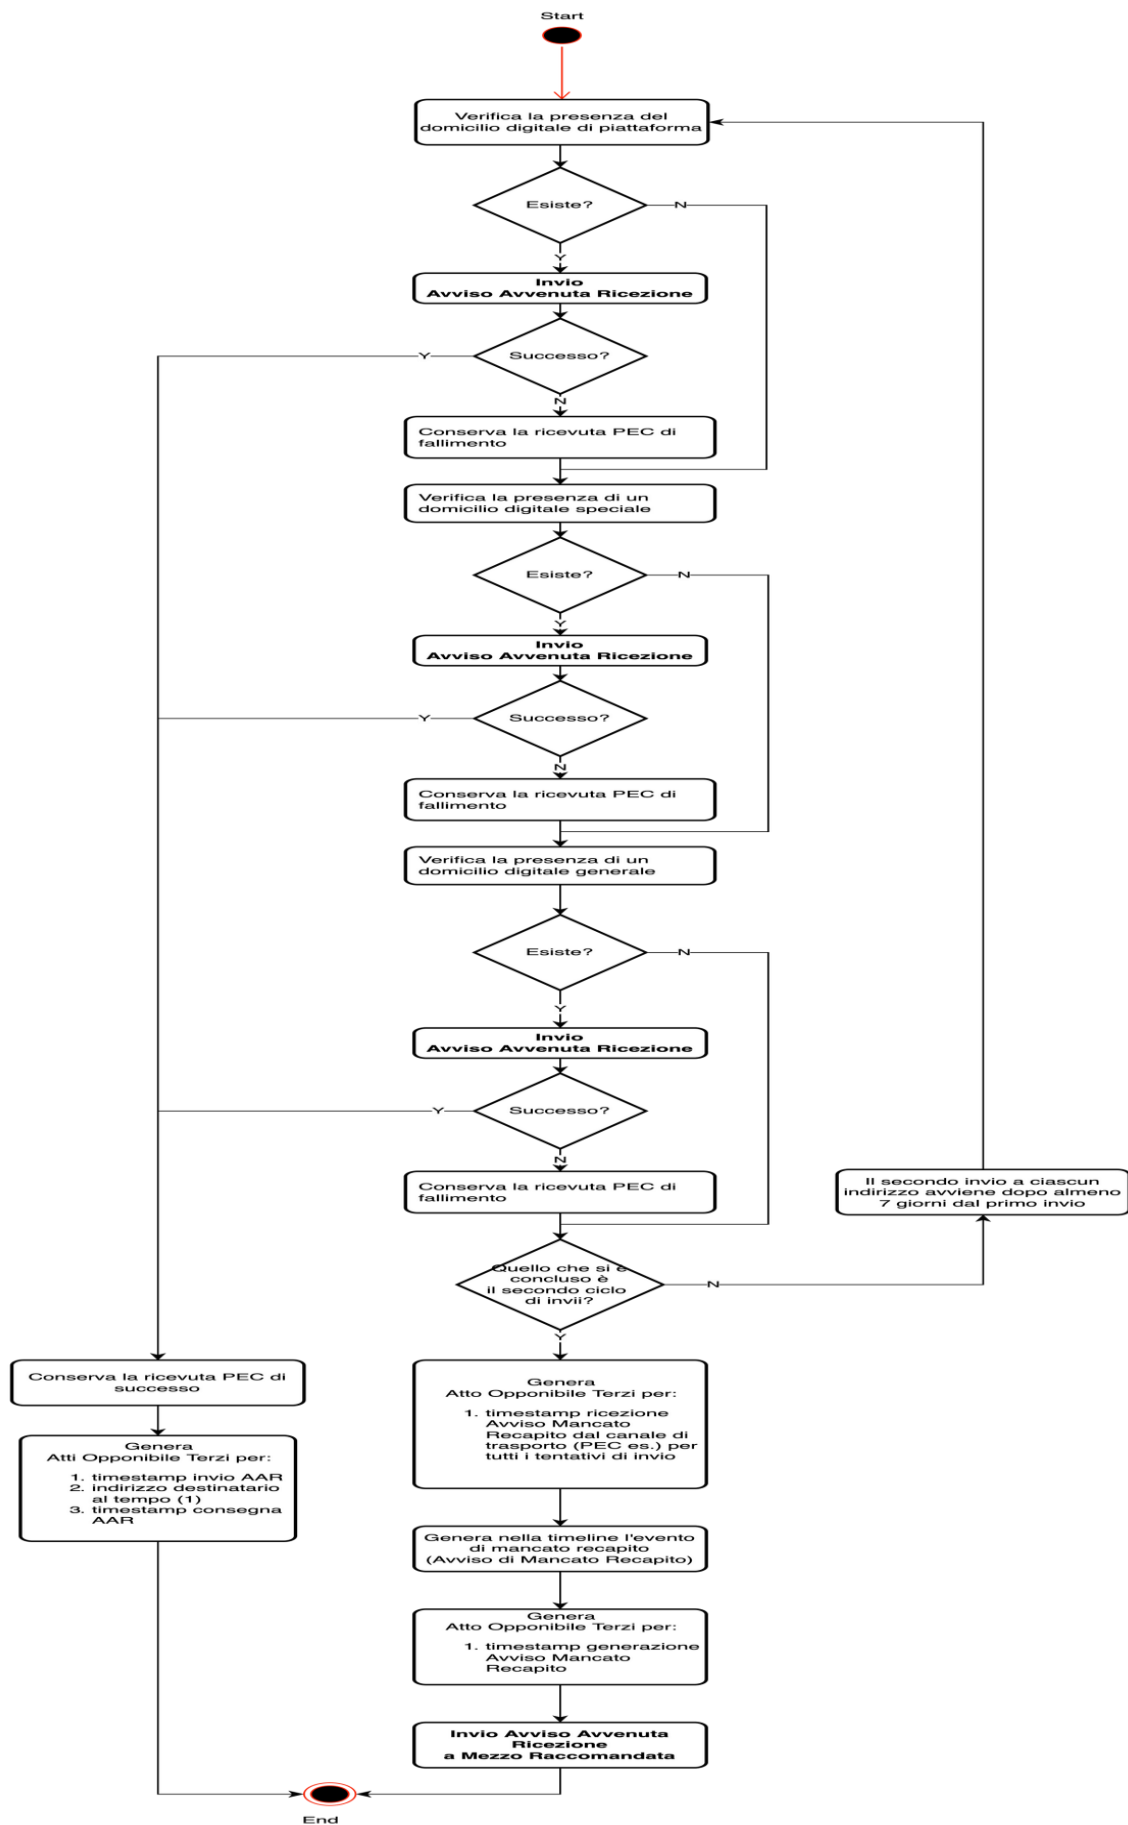 Start
Verifica la presenza del
domicilio digitale di piattaforma
Esiste?
N
Y
Invio
Avviso Avvenuta Ricezione
Successo?
Y
N
Conserva la ricevuta PEC di
fallimento
Verifica la presenza di un
domicilio digitale speciale
Esiste?
N
Y
Invio
Avviso Avvenuta Ricezione
Successo?
Y
N
Conserva la ricevuta PEC di
fallimento
Verifica la presenza di un
domicilio digitale generale
Esiste?
N
Y
Invio
Avviso Avvenuta Ricezione
Successo?
Y
N
Conserva la ricevuta PEC di
fallimento
Il secondo invio a ciascun
indirizzo avviene dopo almeno
7 giorni dal primo invio
Quello che si è
concluso è
il secondo ciclo
di invii?
N
Y
Conserva la ricevuta PEC di
successo
Genera
Atti Opponibile Terzi per:
1. timestamp invio AAR
2. indirizzo destinatario
al tempo (1)
3. timestamp consegna
AAR
Genera
Atto Opponibile Terzi per:
1. timestamp ricezione
Avviso Mancato
Recapito dal canale di
trasporto (PEC es.) per
tutti i tentativi di invio
Genera nella timeline l'evento
di mancato recapito
(Avviso di Mancato Recapito)
Genera
Atto Opponibile Terzi per:
1. timestamp generazione
Avviso Mancato
Recapito
Invio Avviso Avvenuta
Ricezione
a Mezzo Raccomandata
End